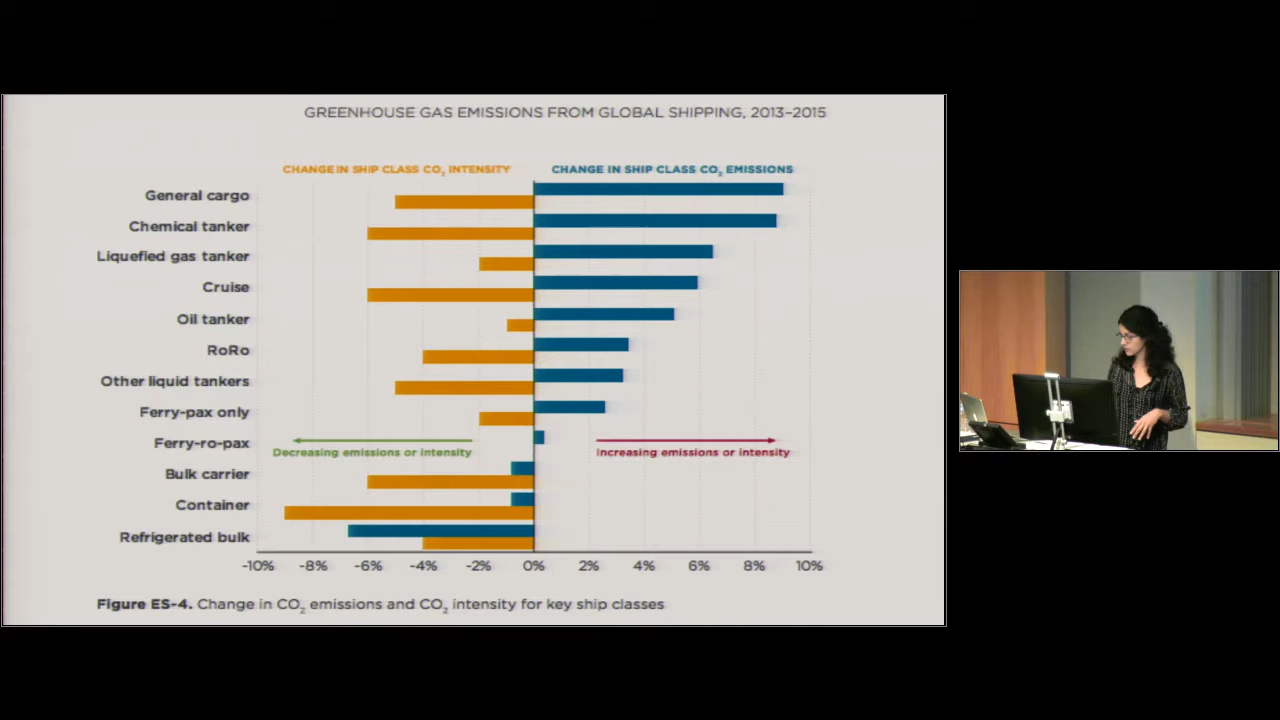 GREENHOUSE GAS EMISSIONS FROM GLOBAL SHIPPING, 2013–2015
CHANGE IN SHIP CLASS CO₂ INTENSITY
CHANGE IN SHIP CLASS CO₂ EMISSIONS
General cargo
Chemical tanker
Liquefied gas tanker
Cruise
Oil tanker
RoRo
Other liquid tankers
Ferry-pax only
Ferry-ro-pax
Decreasing emissions or intensity
Increasing emissions or intensity
Bulk carrier
Container
Refrigerated bulk
-10% -8% -6% -4% -2% 0% 2% 4% 6% 8% 10%
Figure ES-4. Change in CO₂ emissions and CO₂ intensity for key ship classes